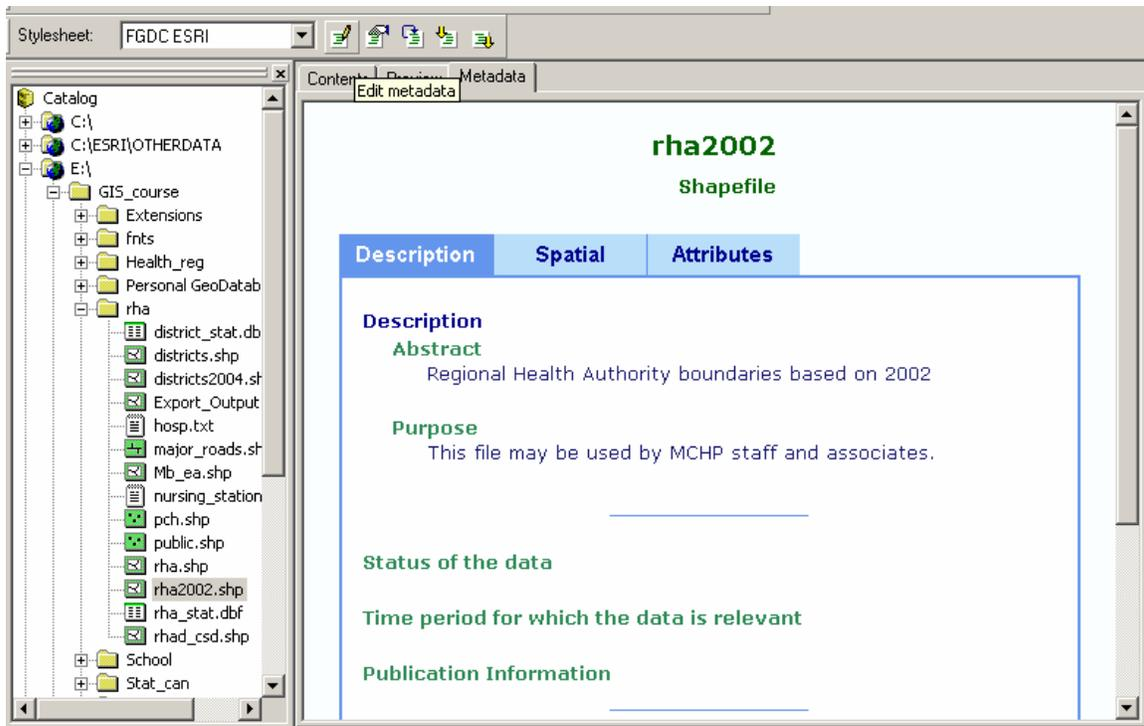 Stylesheet: FGDC ESRI
Contents Preview Metadata
Edit metadata
Catalog
C:\
C:\ESRI\OTHERDATA
E:\
GIS_course
Extensions
fnts
Health_reg
Personal GeoDatab
rha
district_stat.db
districts.shp
districts2004.sh
Export_Output
hosp.txt
major_roads.sh
Mb_ea.shp
nursing_station
pch.shp
public.shp
rha.shp
rha2002.shp
rha_stat.dbf
rhad_csd.shp
School
Stat_can
rha2002
Shapefile
Description Spatial Attributes
Description
Abstract
Regional Health Authority boundaries based on 2002
Purpose
This file may be used by MCHP staff and associates.
Status of the data
Time period for which the data is relevant
Publication Information